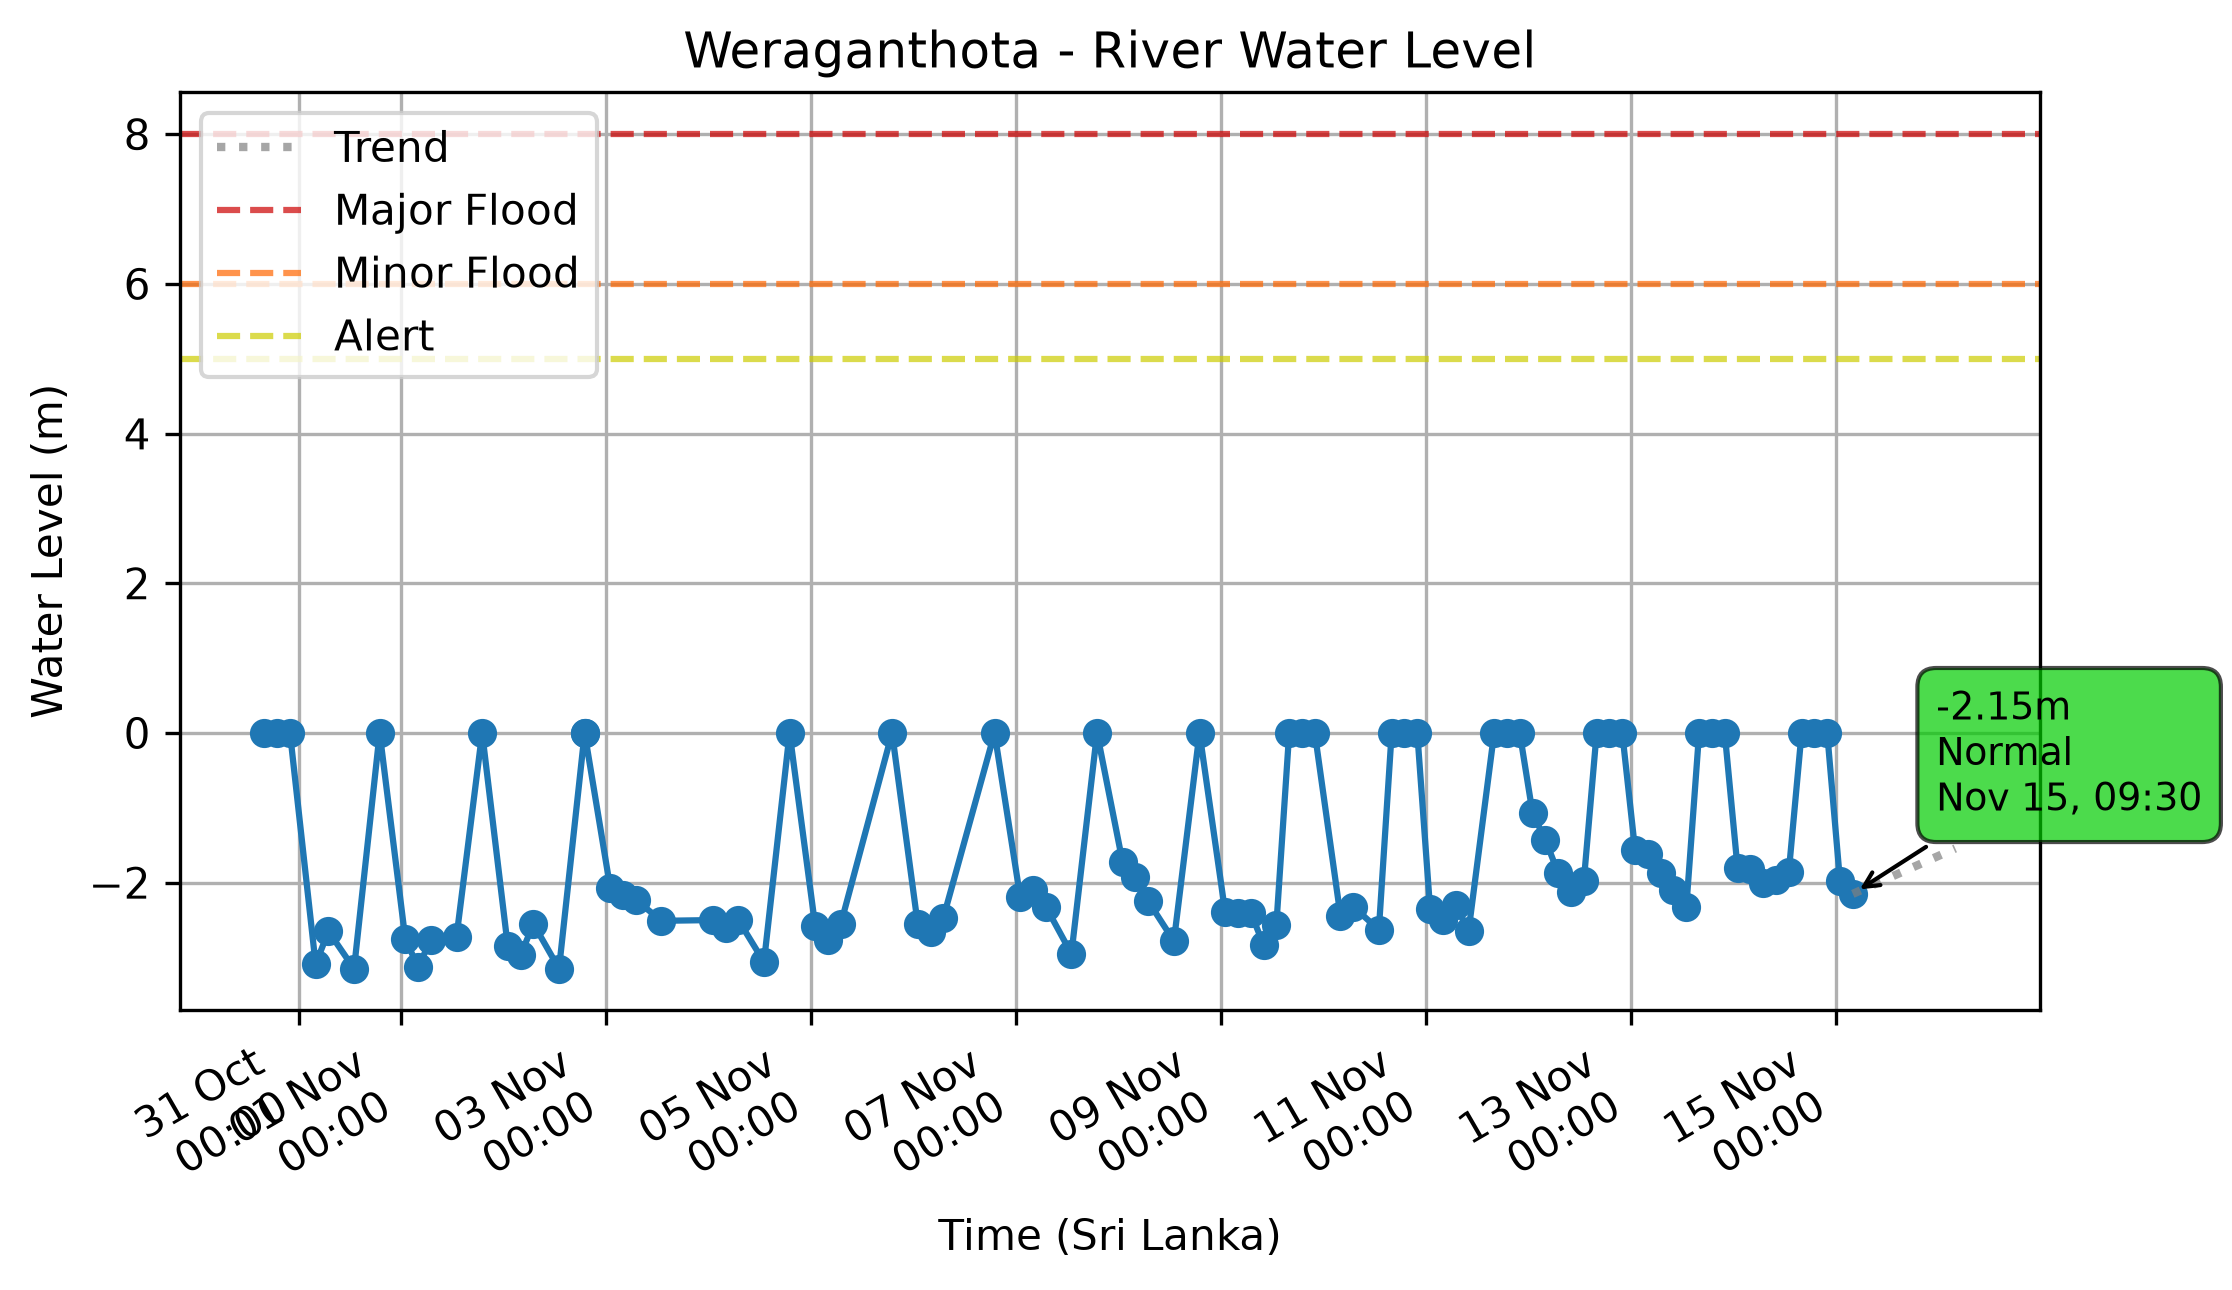 Weraganthota - River Water Level
Trend
Major Flood
Minor Flood
Alert
Water Level (m)
8
6
4
2
0
−2
-2.15m
Normal
Nov 15, 09:30
31 Oct
00:00
01 Nov
00:00
03 Nov
00:00
05 Nov
00:00
07 Nov
00:00
09 Nov
00:00
11 Nov
00:00
13 Nov
00:00
15 Nov
00:00
Time (Sri Lanka)